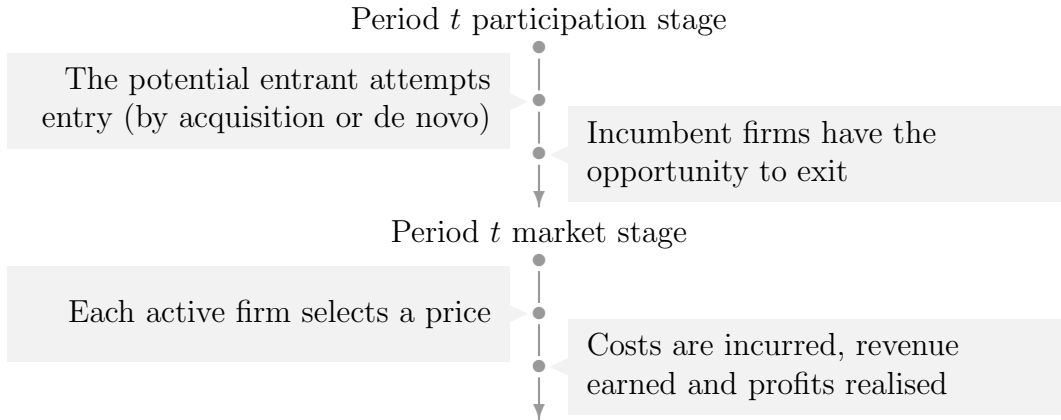 Period t participation stage
The potential entrant attempts
entry (by acquisition or de novo)
Incumbent firms have the
opportunity to exit
Period t market stage
Each active firm selects a price
Costs are incurred, revenue
earned and profits realised